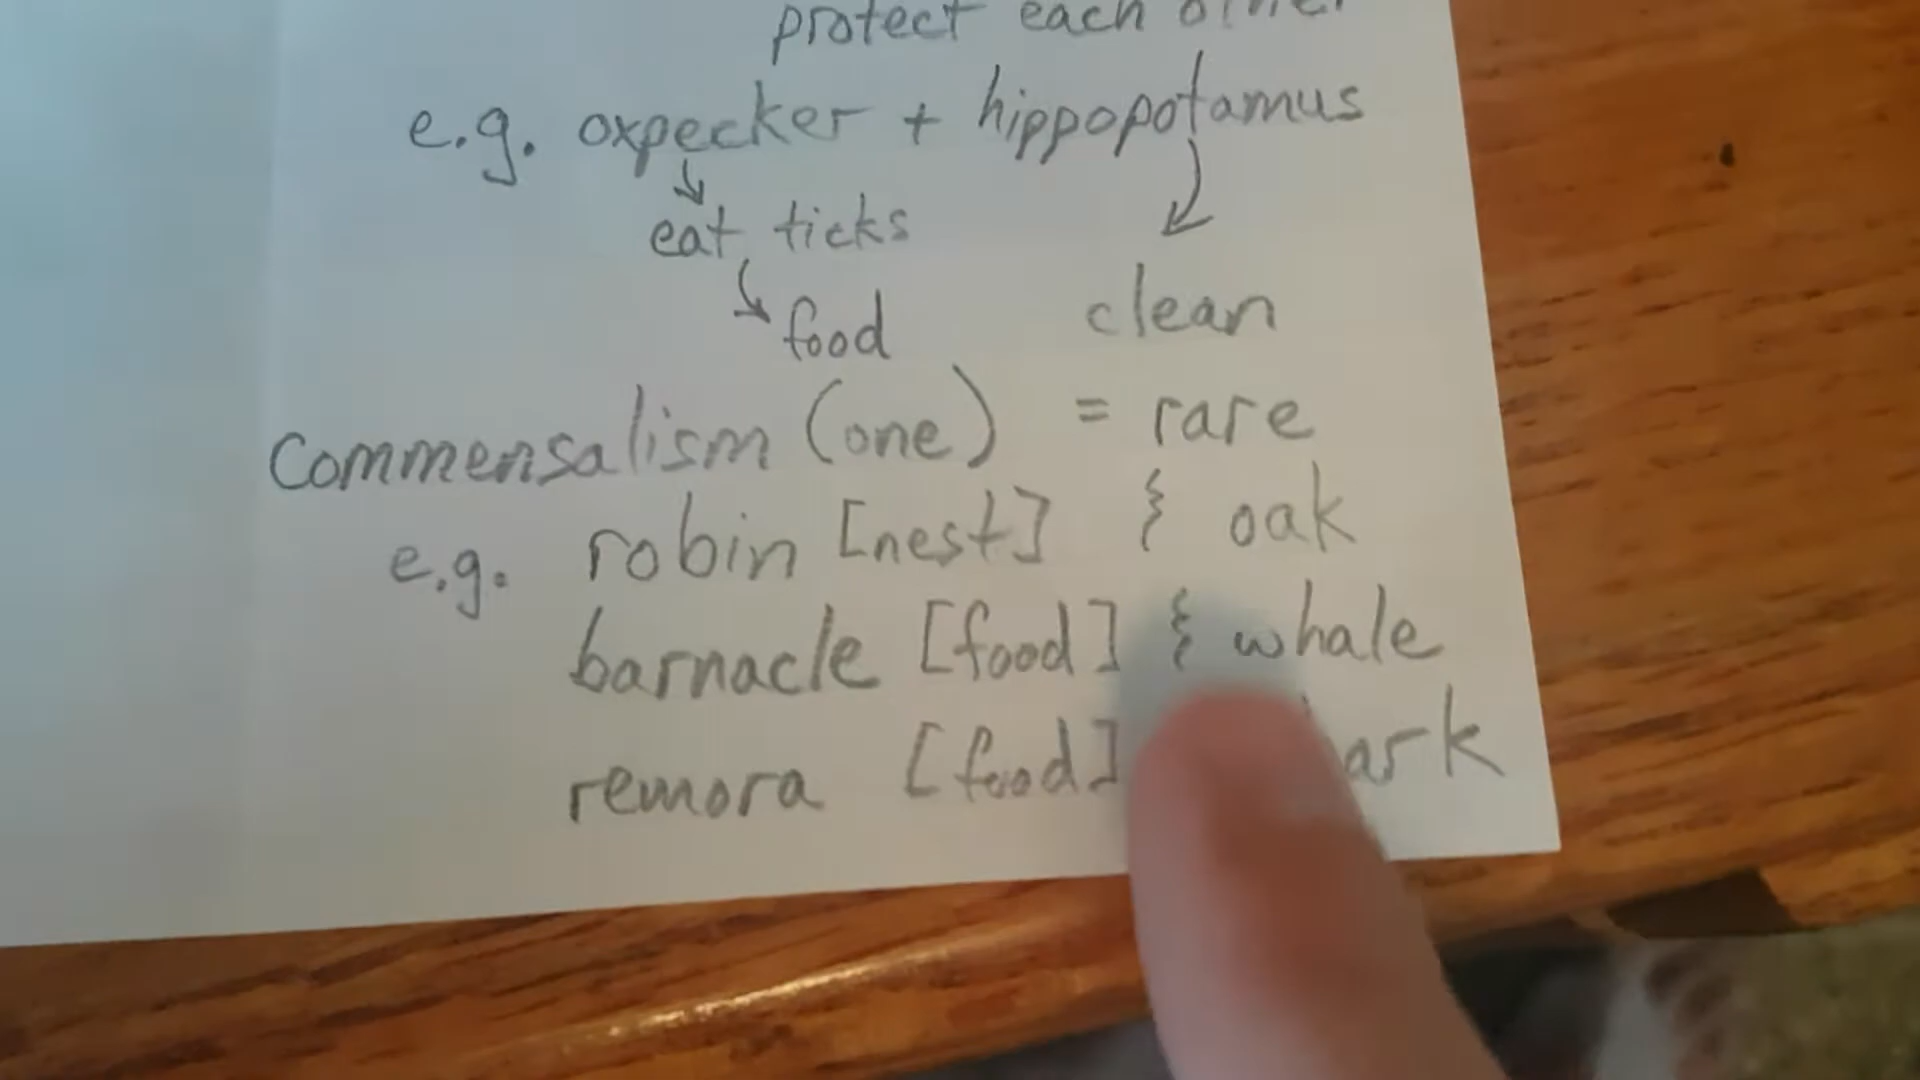 protect each other
e.g. oxpecker + hippopotamus
↓ ↓
eat ticks
↓ food clean
Commensalism (one) = rare
e.g. robin [nest] } oak
barnacle [food] } whale
remora [food]